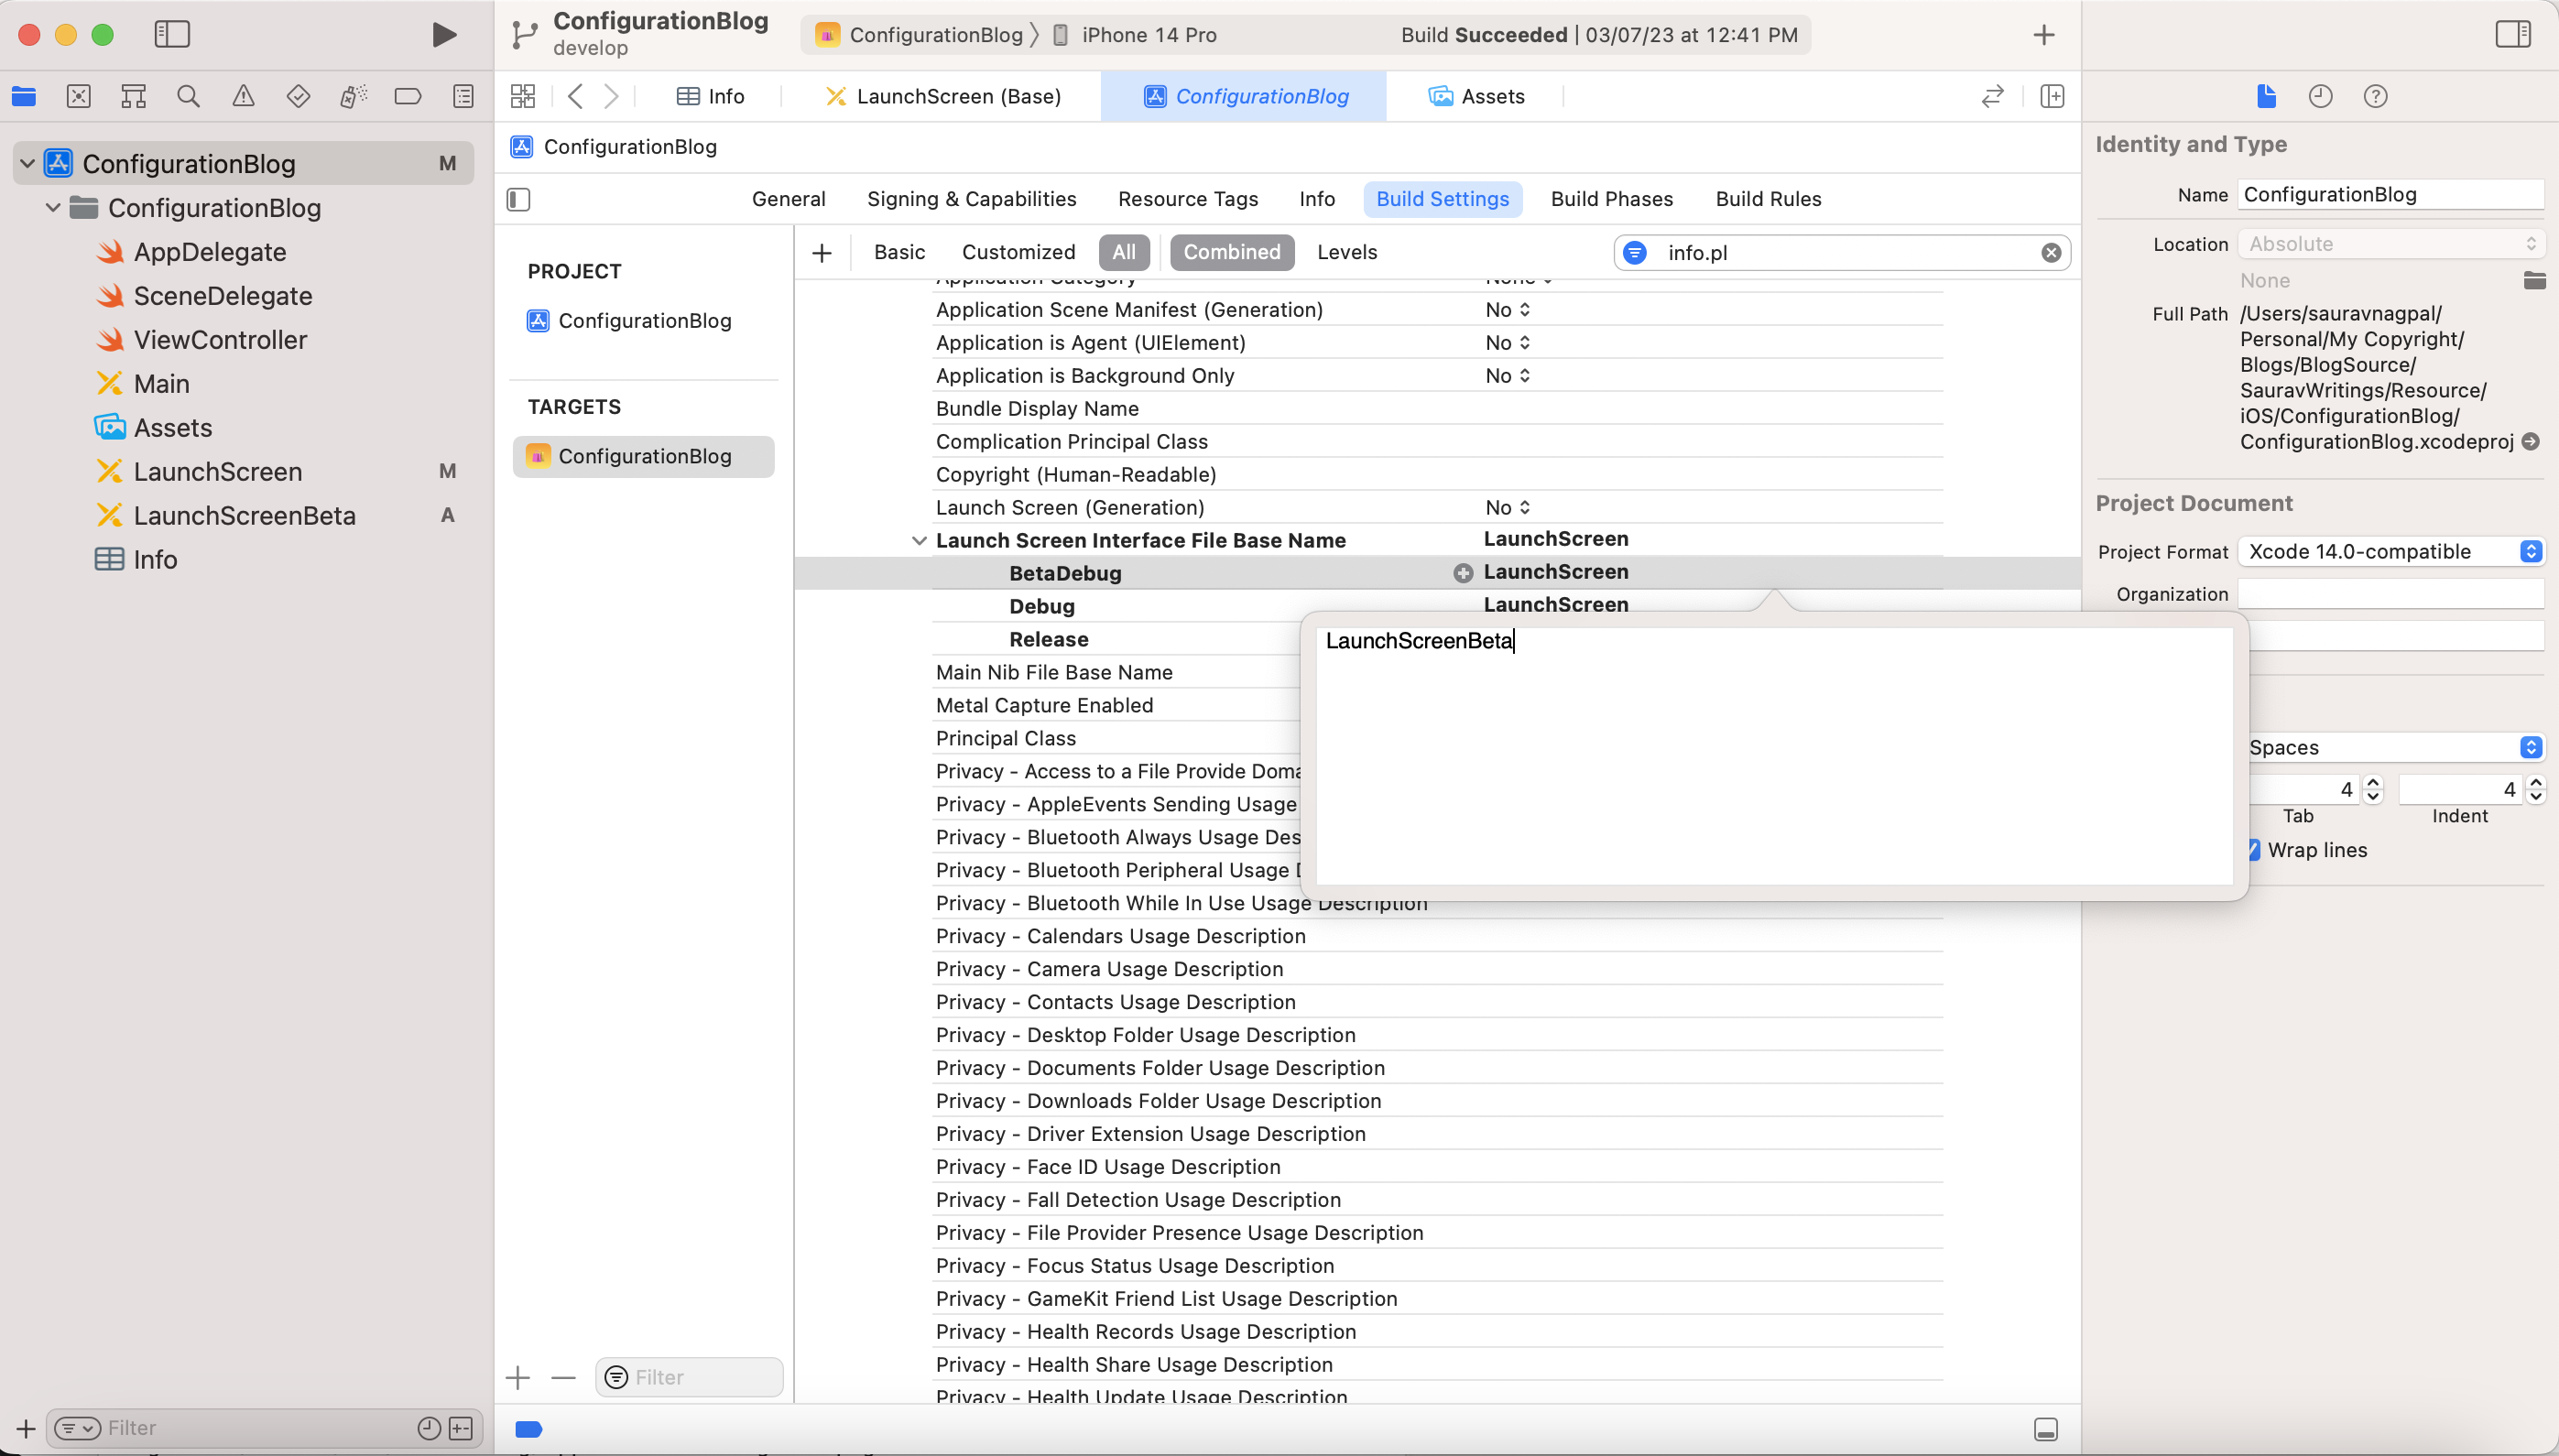 ConfigurationBlog
develop
ConfigurationBlog
iPhone 14 Pro
Build Succeeded | 03/07/23 at 12:41 PM
Info
LaunchScreen (Base)
ConfigurationBlog
Assets
ConfigurationBlog M
ConfigurationBlog
AppDelegate
SceneDelegate
ViewController
Main
Assets
LaunchScreen M
LaunchScreenBeta A
Info
Filter
ConfigurationBlog
General
Signing & Capabilities
Resource Tags
Info
Build Settings
Build Phases
Build Rules
PROJECT
ConfigurationBlog
TARGETS
ConfigurationBlog
Filter
Basic
Customized
All
Combined
Levels
info.pl
Application Category None
Application Scene Manifest (Generation) No
Application is Agent (UIElement) No
Application is Background Only No
Bundle Display Name
Complication Principal Class
Copyright (Human-Readable)
Launch Screen (Generation) No
Launch Screen Interface File Base Name LaunchScreen
BetaDebug LaunchScreen
Debug LaunchScreen
Release
LaunchScreenBeta
Main Nib File Base Name
Metal Capture Enabled
Principal Class
Privacy - Access to a File Provide Doma
Privacy - AppleEvents Sending Usage
Privacy - Bluetooth Always Usage Des
Privacy - Bluetooth Peripheral Usage D
Privacy - Bluetooth While In Use Usage Description
Privacy - Calendars Usage Description
Privacy - Camera Usage Description
Privacy - Contacts Usage Description
Privacy - Desktop Folder Usage Description
Privacy - Documents Folder Usage Description
Privacy - Downloads Folder Usage Description
Privacy - Driver Extension Usage Description
Privacy - Face ID Usage Description
Privacy - Fall Detection Usage Description
Privacy - File Provider Presence Usage Description
Privacy - Focus Status Usage Description
Privacy - GameKit Friend List Usage Description
Privacy - Health Records Usage Description
Privacy - Health Share Usage Description
Privacy - Health Update Usage Description
Identity and Type
Name ConfigurationBlog
Location Absolute
None
Full Path /Users/sauravnagpal/
Personal/My Copyright/
Blogs/BlogSource/
SauravWritings/Resource/
iOS/ConfigurationBlog/
ConfigurationBlog.xcodeproj
Project Document
Project Format Xcode 14.0-compatible
Organization
Spaces
4 4
Tab Indent
Wrap lines